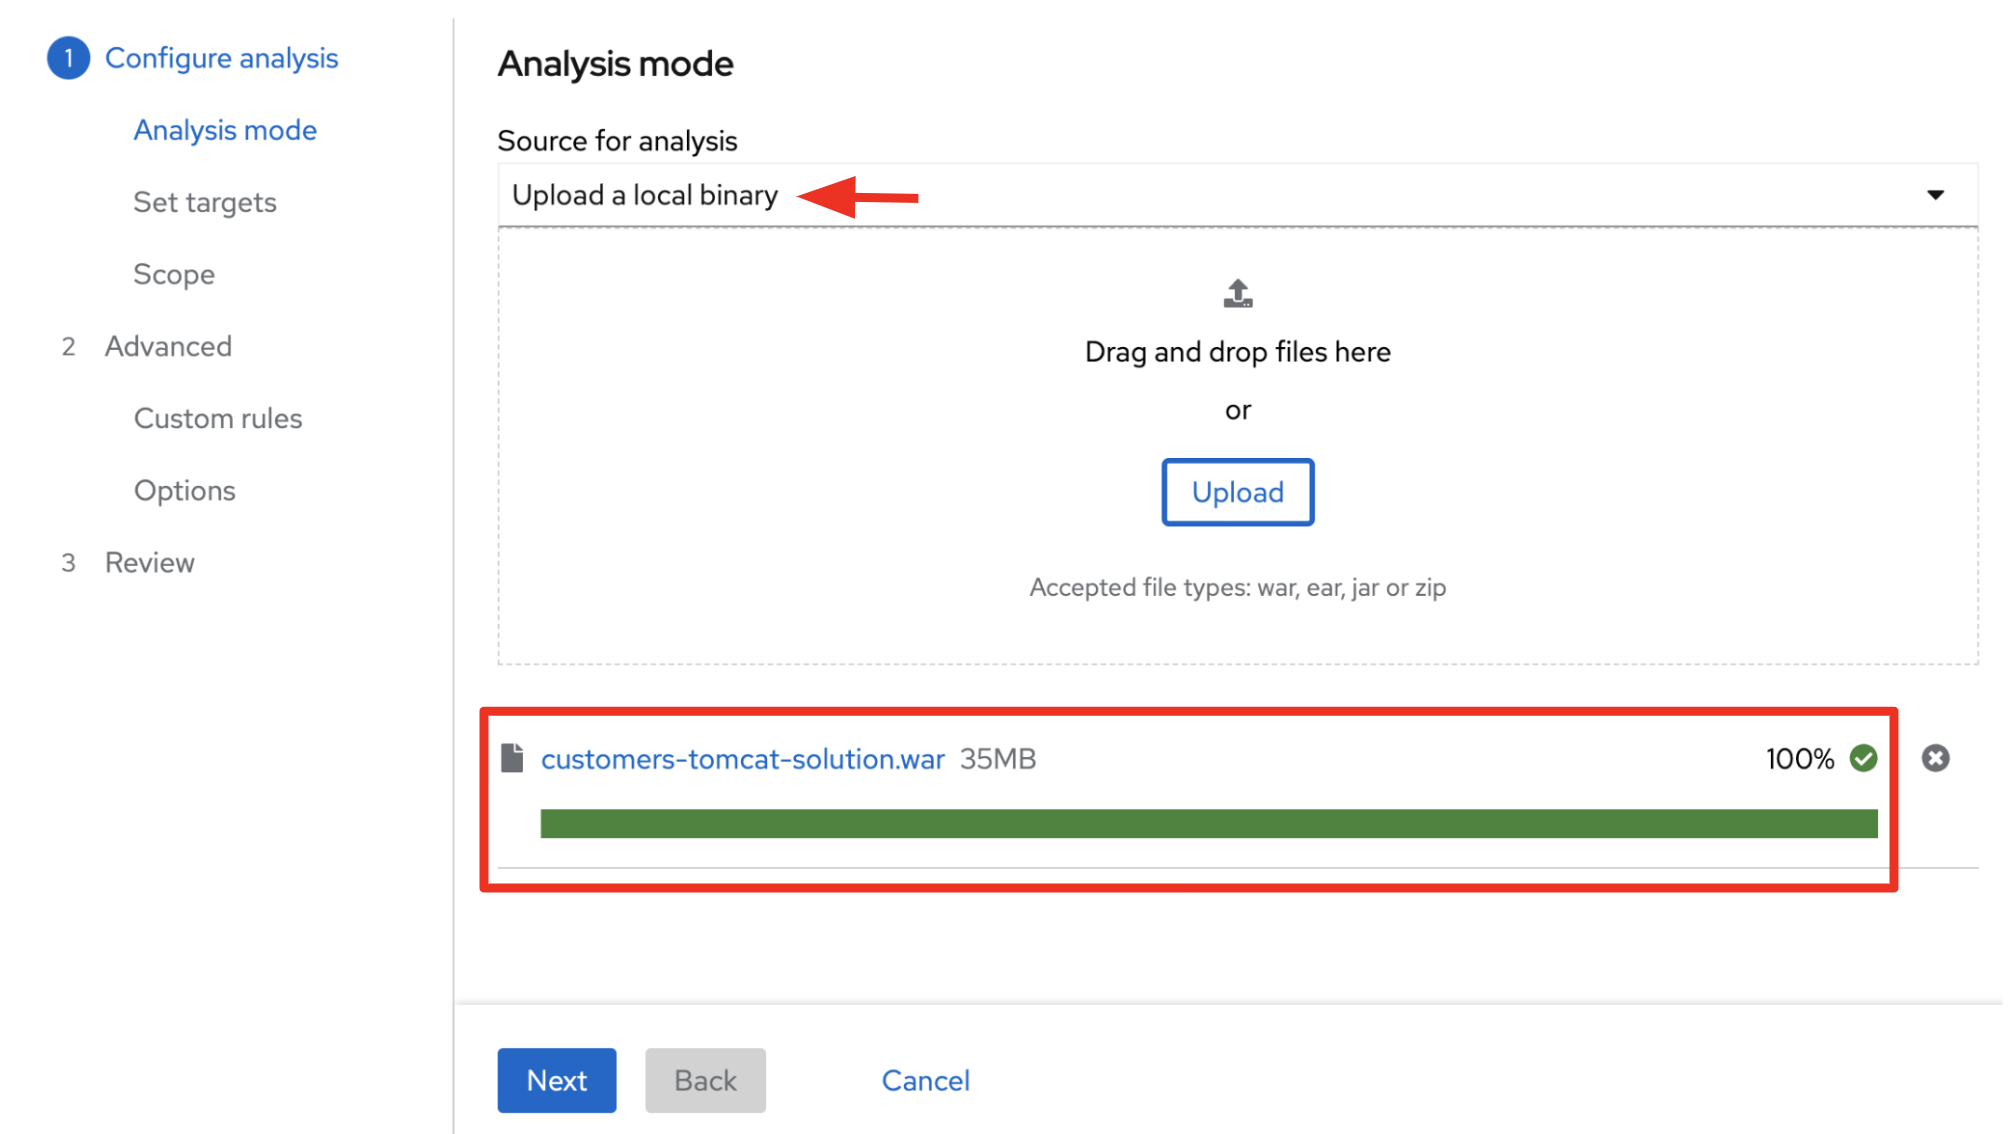 1 Configure analysis
Analysis mode
Set targets
Scope
2 Advanced
Custom rules
Options
3 Review
Analysis mode
Source for analysis
Upload a local binary
Drag and drop files here
or
Upload
Accepted file types: war, ear, jar or zip
customers-tomcat-solution.war 35MB 100%
Next Back Cancel